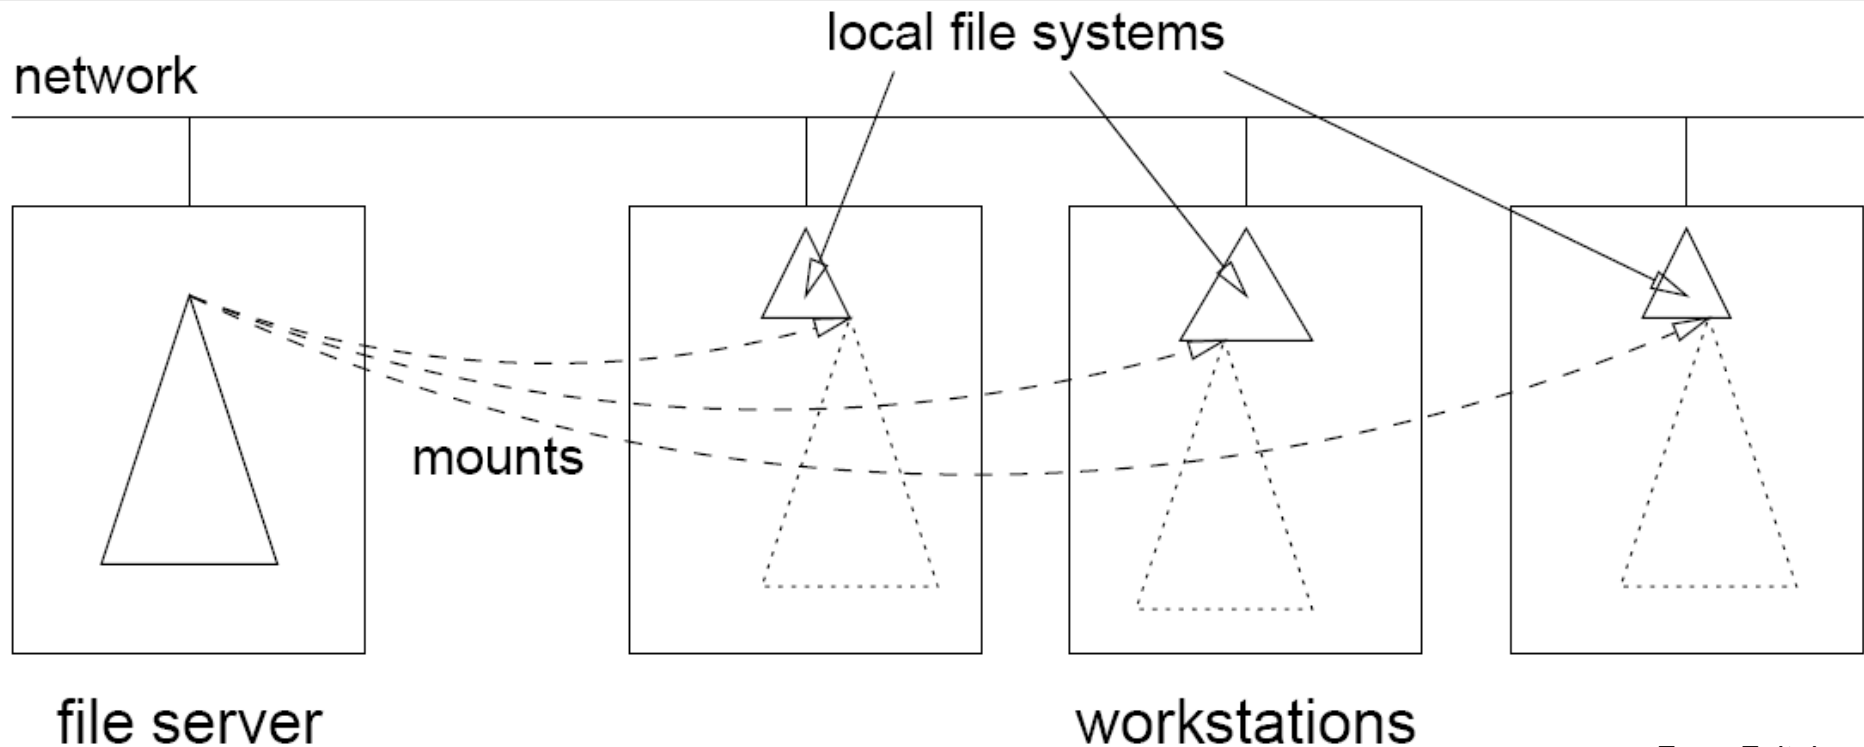 local file systems
network
mounts
file server
workstations